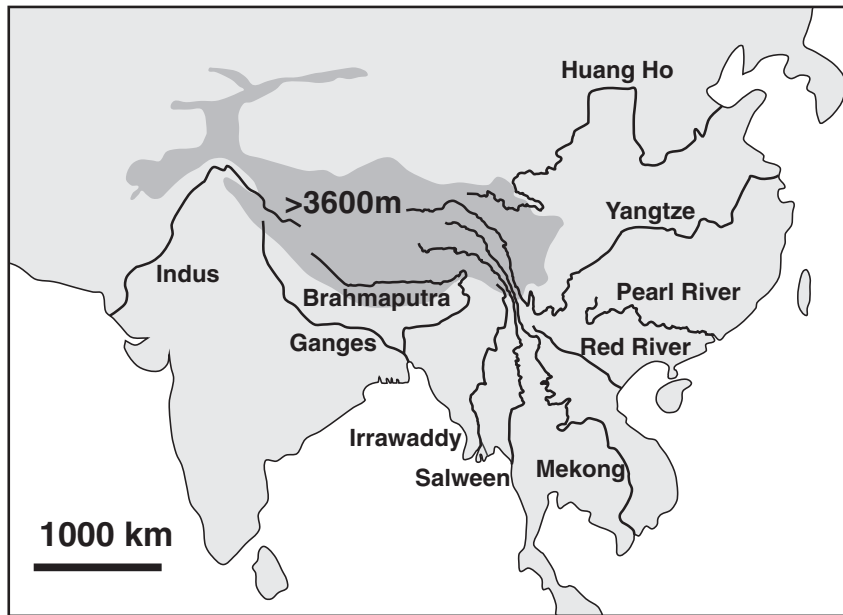 Huang Ho
>3600m
Yangtze
Indus
Brahmaputra
Pearl River
Ganges
Red River
Irrawaddy
Salween
Mekong
1000 km